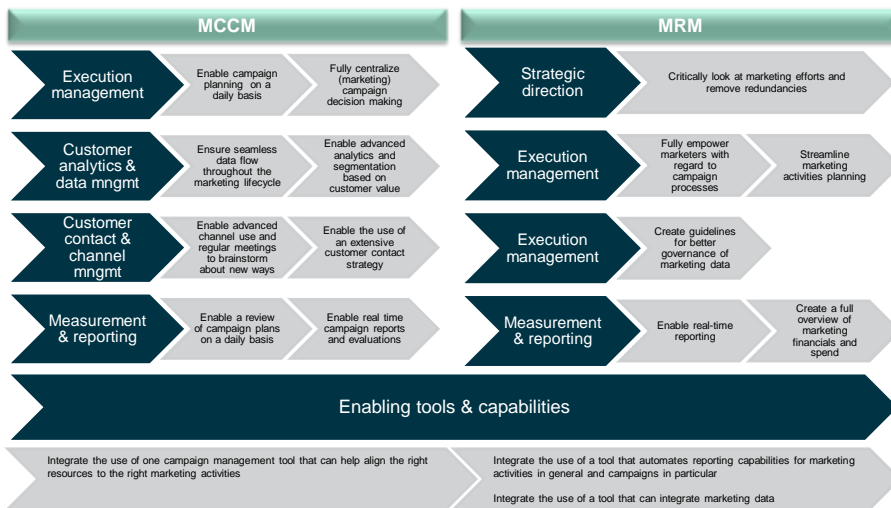 MCCM
MRM
Execution
management
Enable campaign
planning on a
daily basis
Fully centralize
(marketing)
campaign
decision making
Strategic
direction
Critically look at marketing efforts and
remove redundancies
Customer
analytics &
data mngmt
Ensure seamless
data flow
throughout the
marketing lifecycle
Enable advanced
analytics and
segmentation
based on
customer value
Execution
management
Fully empower
marketers with
regard to
campaign
processes
Streamline
marketing
activities planning
Customer
contact &
channel
mngmt
Enable advanced
channel use and
regular meetings
to brainstorm
about new ways
Enable the use of
an extensive
customer contact
strategy
Execution
management
Create guidelines
for better
governance of
marketing data
Measurement
& reporting
Enable a review
of campaign plans
on a daily basis
Enable real time
campaign reports
and evaluations
Measurement
& reporting
Enable real-time
reporting
Create a full
overview of
marketing
financials and
spend
Enabling tools & capabilities
Integrate the use of one campaign management tool that can help align the right
resources to the right marketing activities
Integrate the use of a tool that automates reporting capabilities for marketing
activities in general and campaigns in particular
Integrate the use of a tool that can integrate marketing data